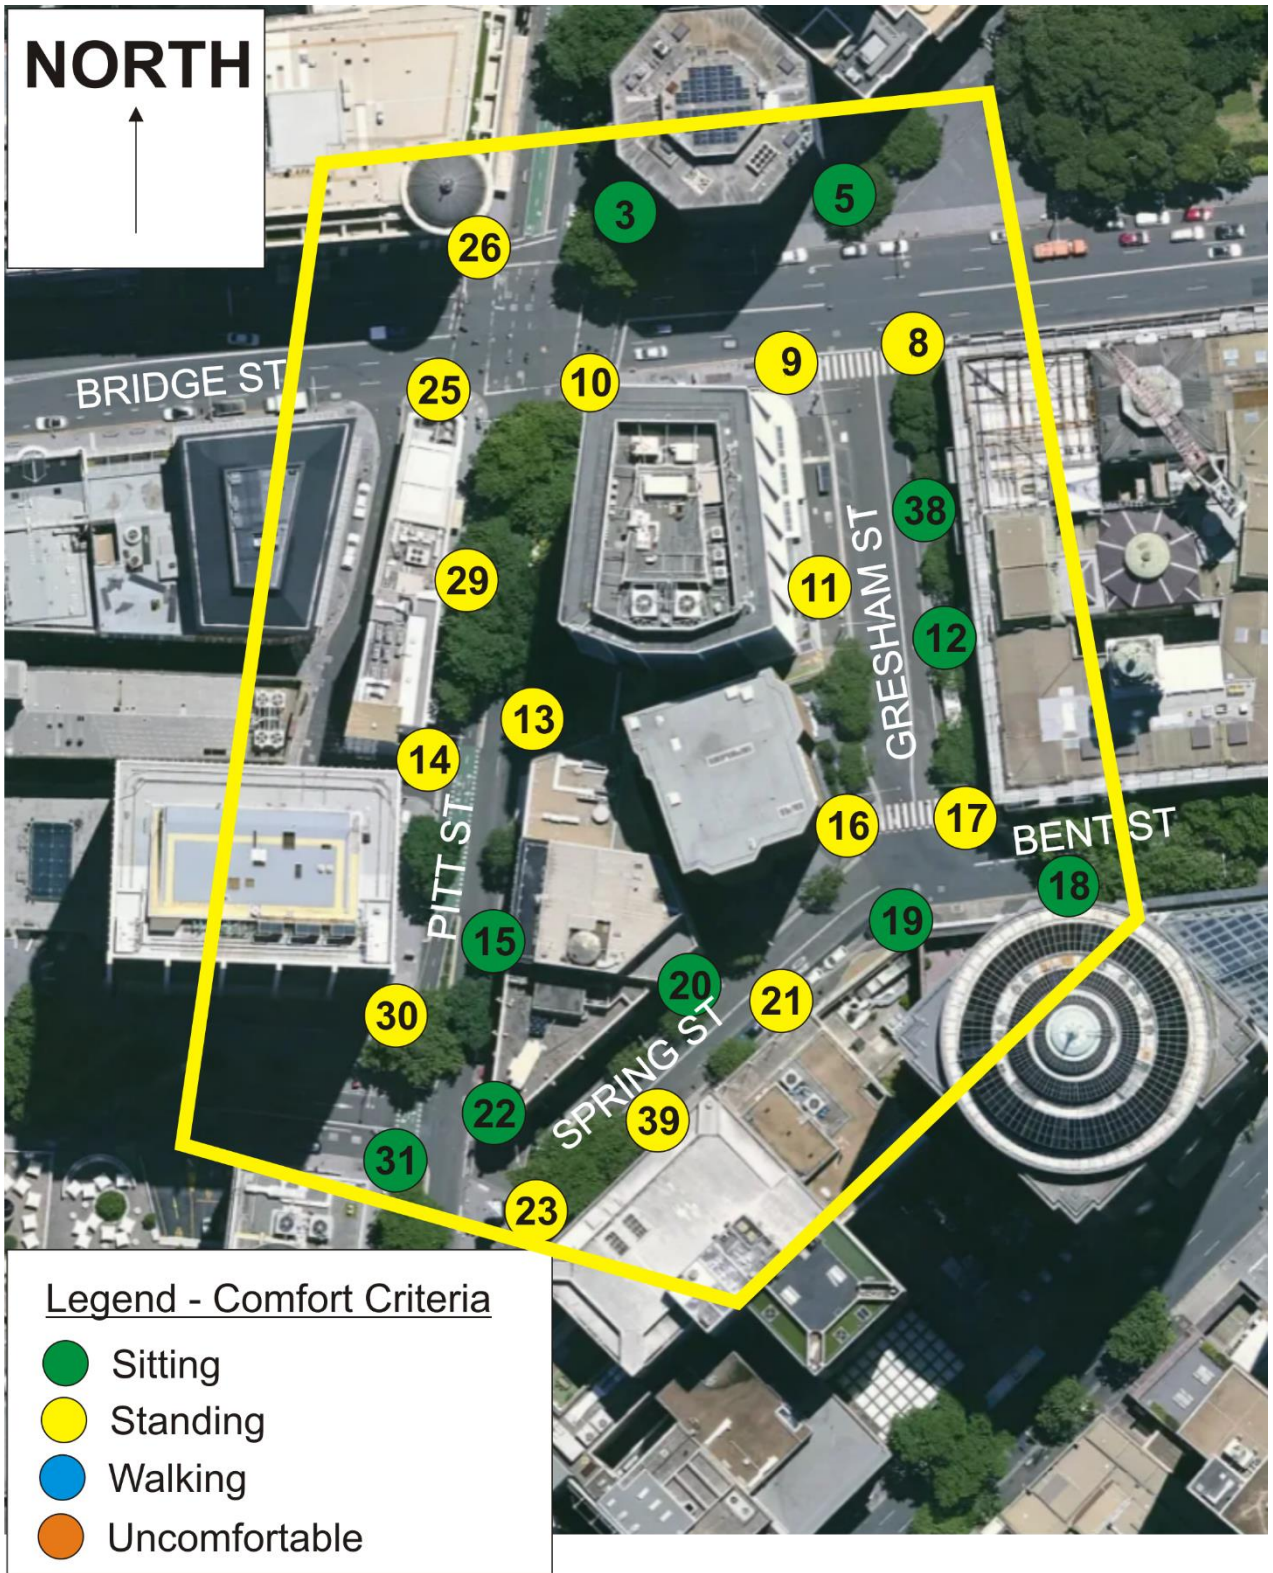 NORTH
3
5
26
8
9
10
BRIDGE ST
25
38
29
11
GRESHAM ST
12
13
14
PITT ST
16
17
BENT ST
18
19
15
20
21
30
SPRING ST
22
39
31
23
Legend - Comfort Criteria
Sitting
Standing
Walking
Uncomfortable